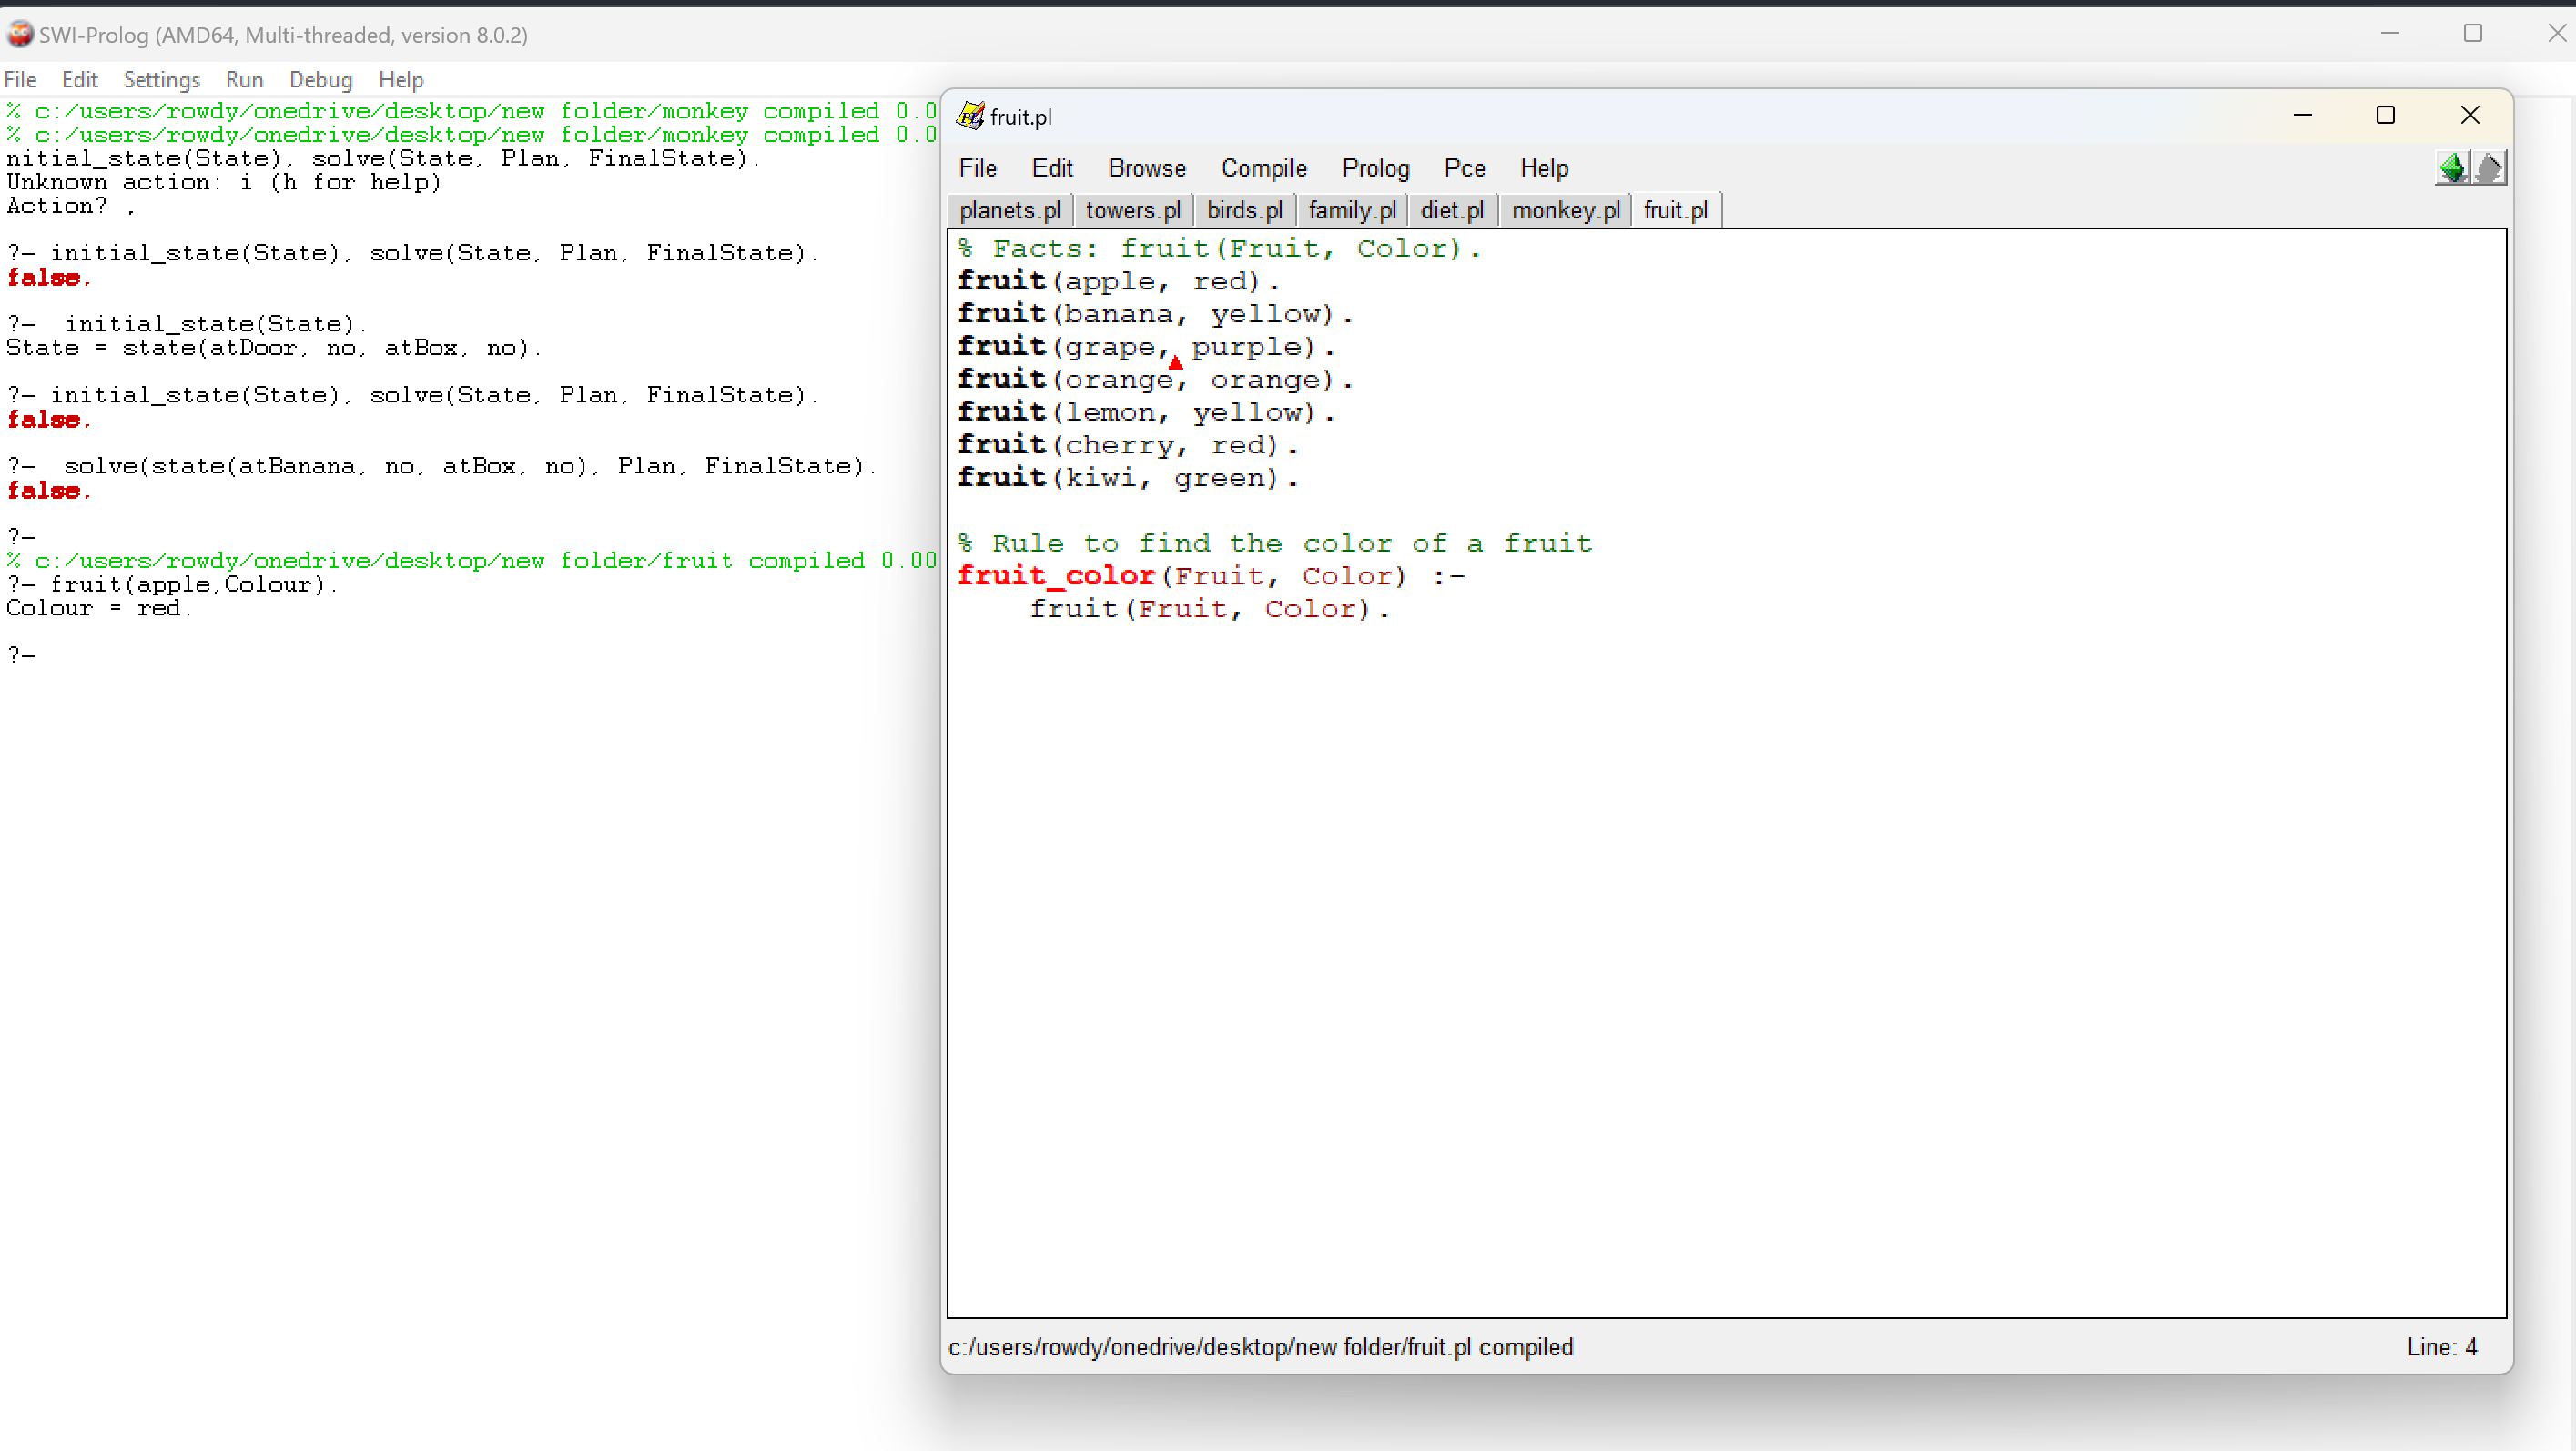 SWI-Prolog (AMD64, Multi-threaded, version 8.0.2)
File Edit Settings Run Debug Help
% c:/users/rowdy/onedrive/desktop/new folder/monkey compiled 0.0
% c:/users/rowdy/onedrive/desktop/new folder/monkey compiled 0.0
nitial_state(State), solve(State, Plan, FinalState).
Unknown action: i (h for help)
Action? .
?- initial_state(State), solve(State, Plan, FinalState).
false.
?-  initial_state(State).
State = state(atDoor, no, atBox, no).
?- initial_state(State), solve(State, Plan, FinalState).
false.
?-  solve(state(atBanana, no, atBox, no), Plan, FinalState).
false.
?-
% c:/users/rowdy/onedrive/desktop/new folder/fruit compiled 0.00
?- fruit(apple,Colour).
Colour = red.
?-
fruit.pl
File Edit Browse Compile Prolog Pce Help
planets.pl towers.pl birds.pl family.pl diet.pl monkey.pl fruit.pl
% Facts: fruit(Fruit, Color).
fruit(apple, red).
fruit(banana, yellow).
fruit(grape, purple).
fruit(orange, orange).
fruit(lemon, yellow).
fruit(cherry, red).
fruit(kiwi, green).
% Rule to find the color of a fruit
fruit_color(Fruit, Color) :-
    fruit(Fruit, Color).
c:/users/rowdy/onedrive/desktop/new folder/fruit.pl compiled
Line: 4